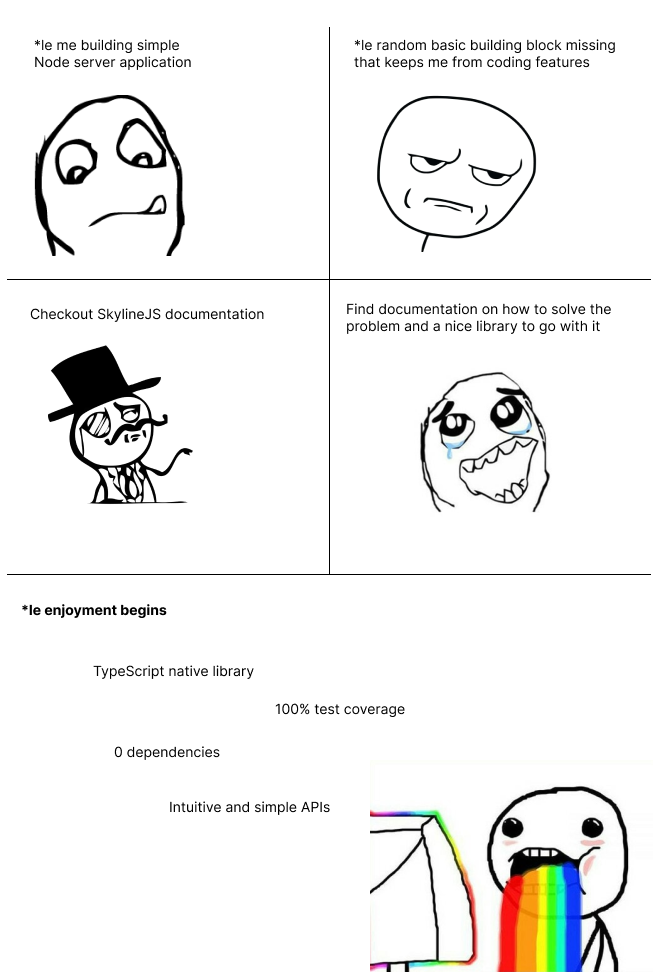 *le me building simple
Node server application
*le random basic building block missing
that keeps me from coding features
Checkout SkylineJS documentation
Find documentation on how to solve the
problem and a nice library to go with it
*le enjoyment begins
TypeScript native library
100% test coverage
0 dependencies
Intuitive and simple APIs